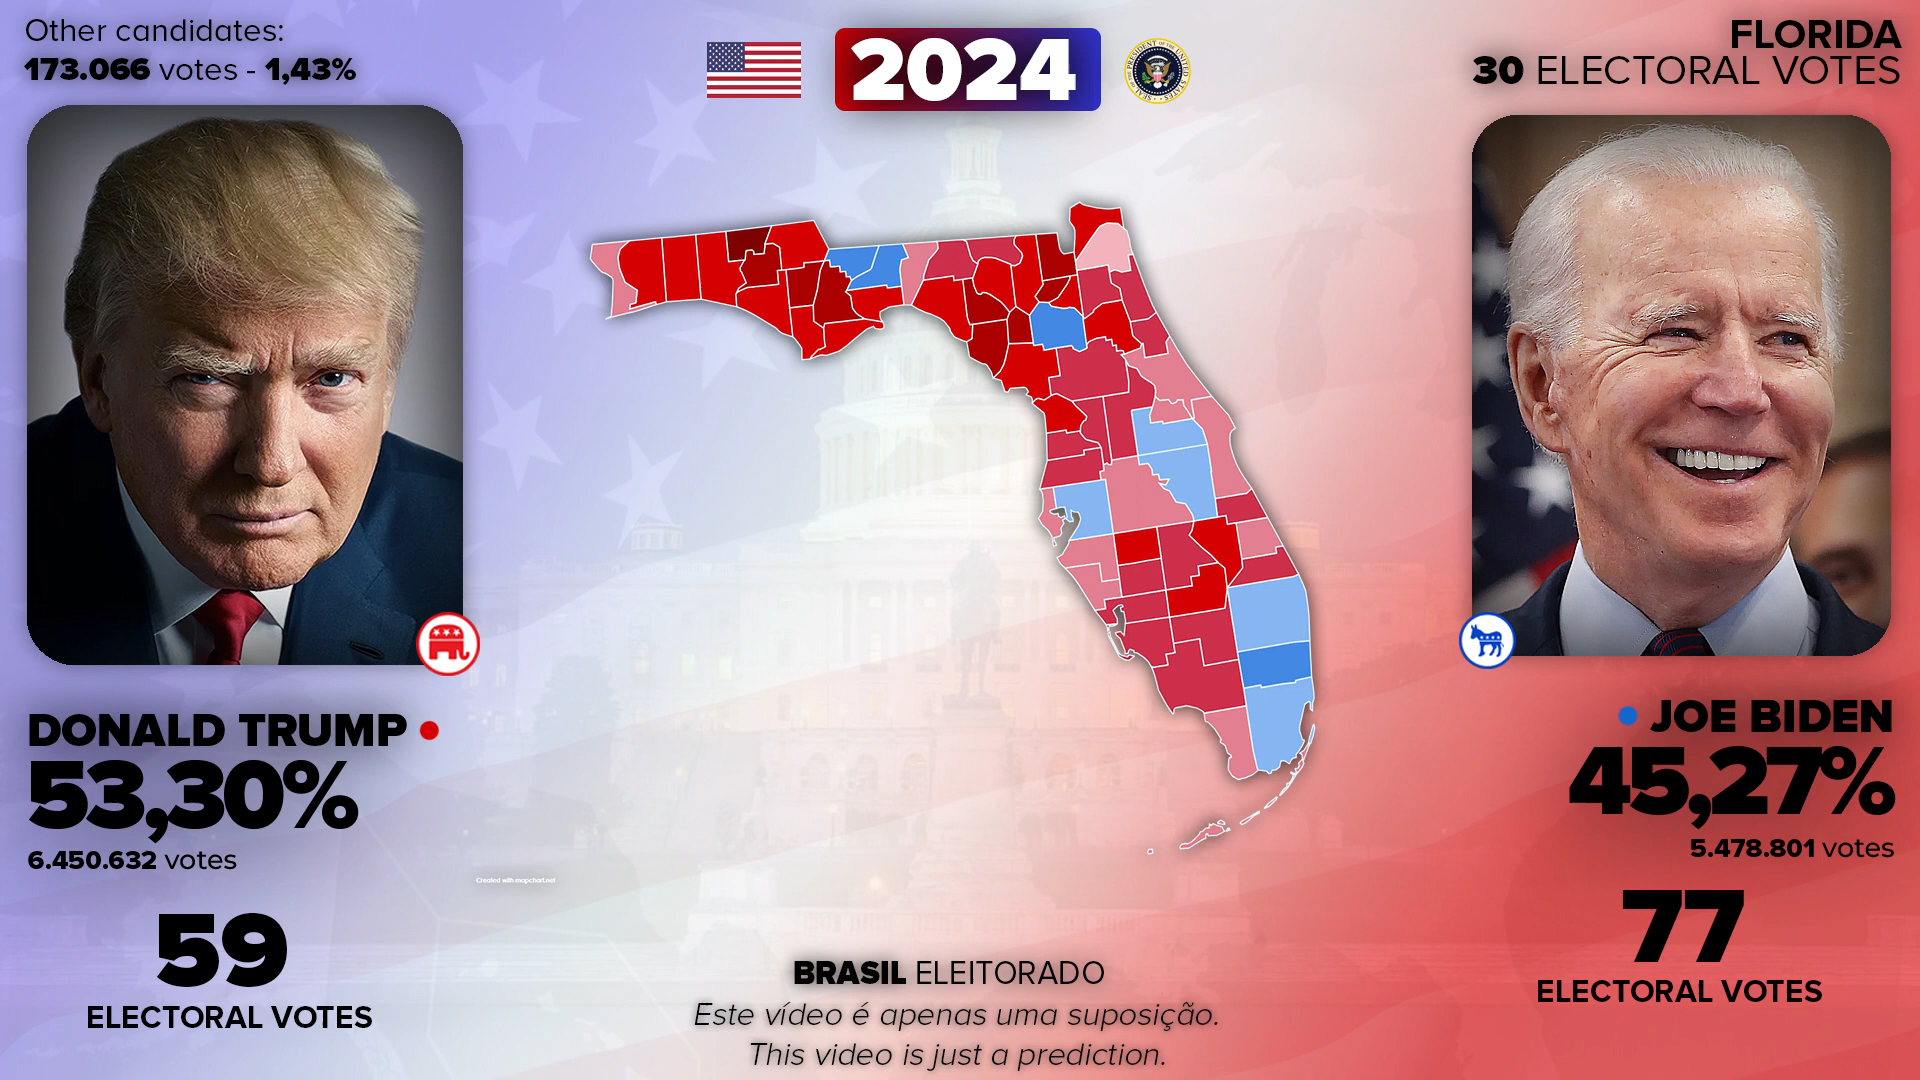 Other candidates:
173.066 votes - 1,43%
2024
FLORIDA
30 ELECTORAL VOTES
DONALD TRUMP
53,30%
6.450.632 votes
59
ELECTORAL VOTES
JOE BIDEN
45,27%
5.478.801 votes
77
ELECTORAL VOTES
Created with mapchart.net
BRASIL ELEITORADO
Este vídeo é apenas uma suposição.
This video is just a prediction.